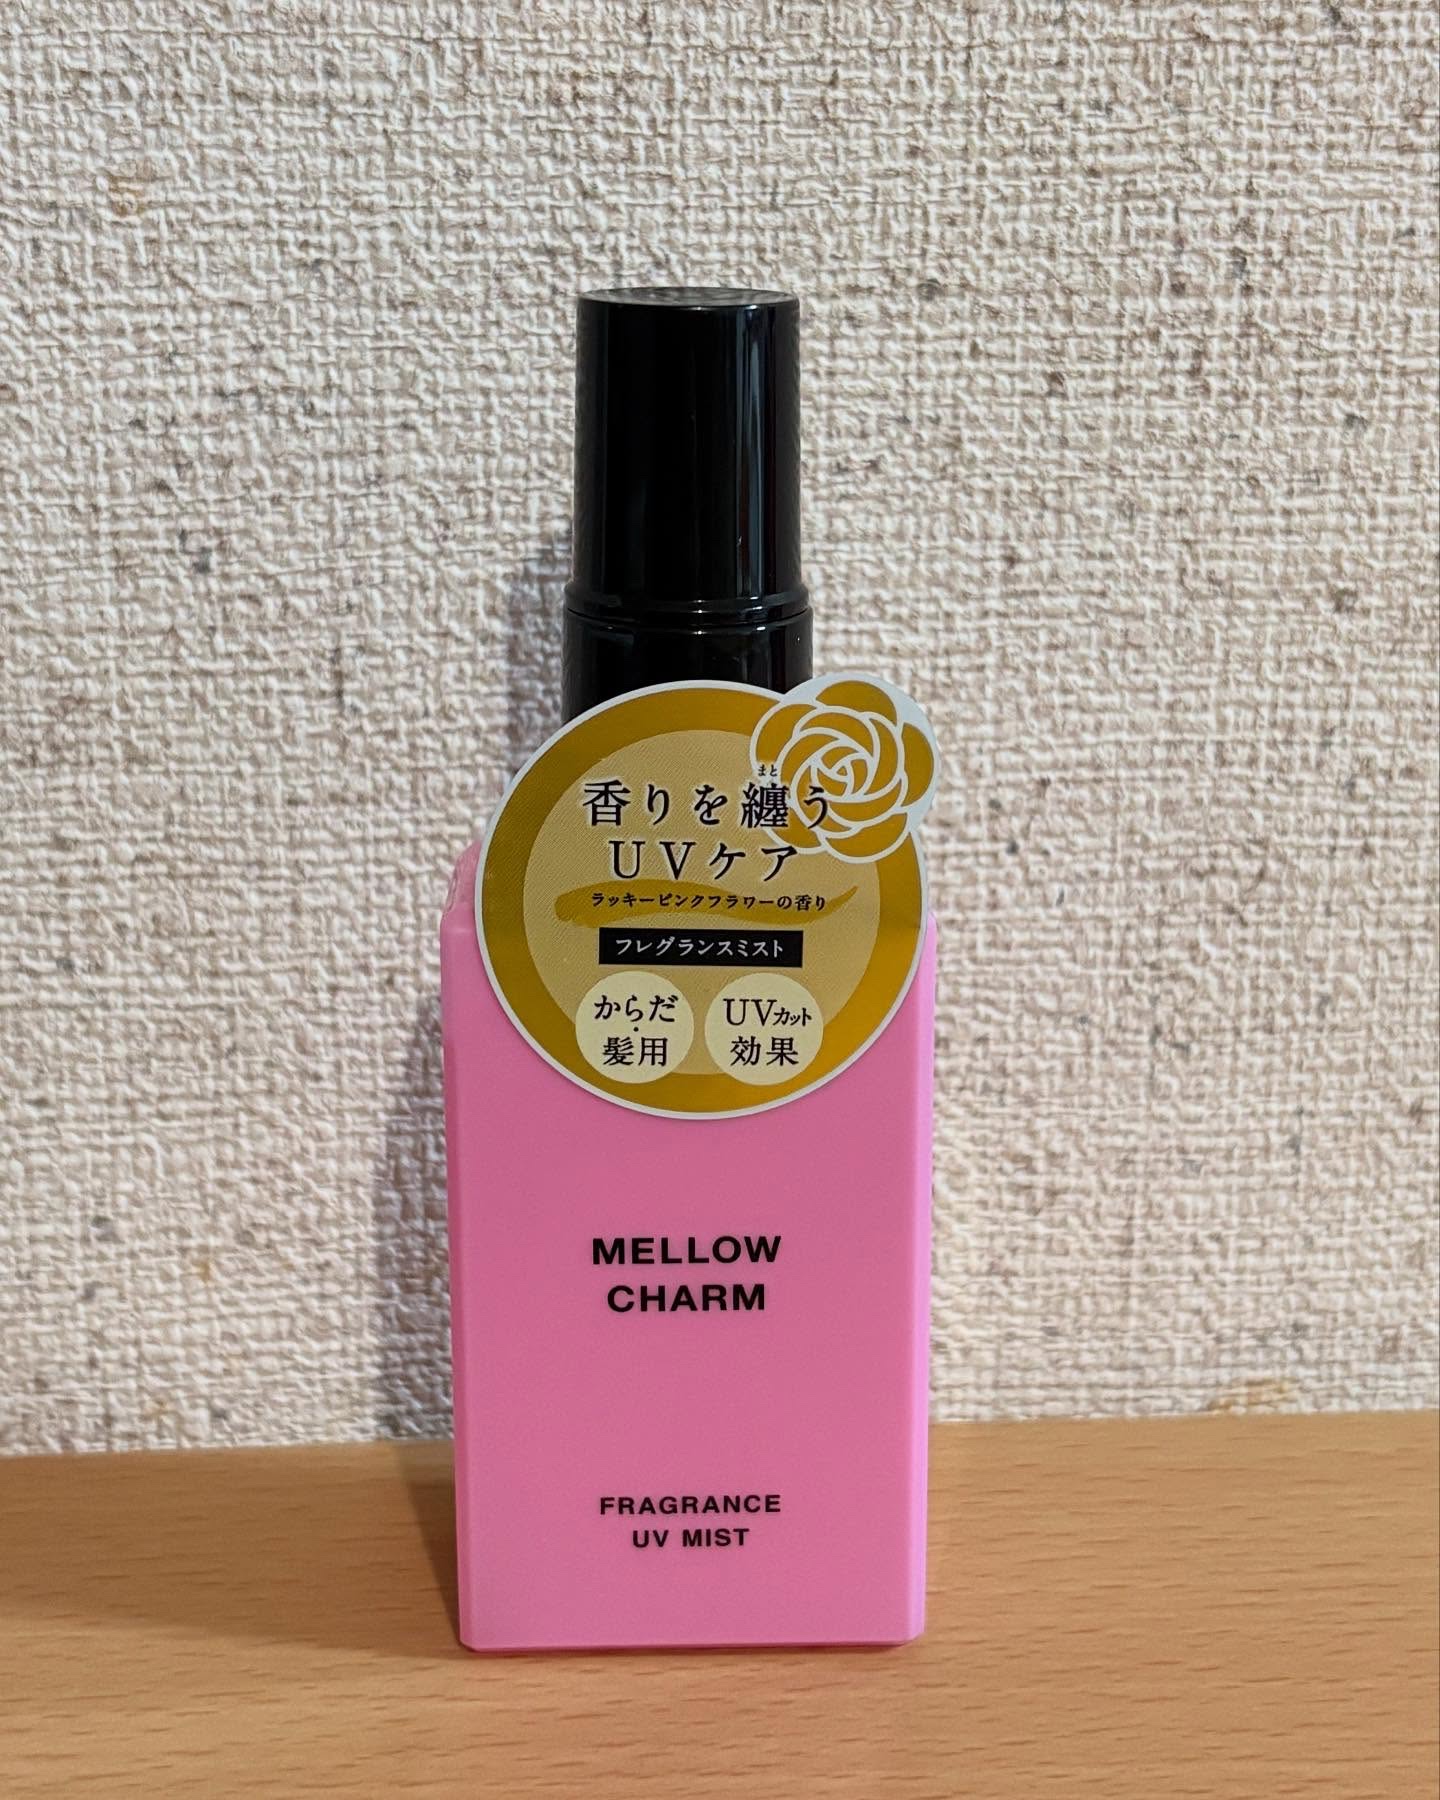 香りを纏う
まと
UVケア
ラッキーピンクフラワーの香り
フレグランスミスト
からだ
・
髪用
UVカット
効果
MELLOW
CHARM
FRAGRANCE
UV MIST